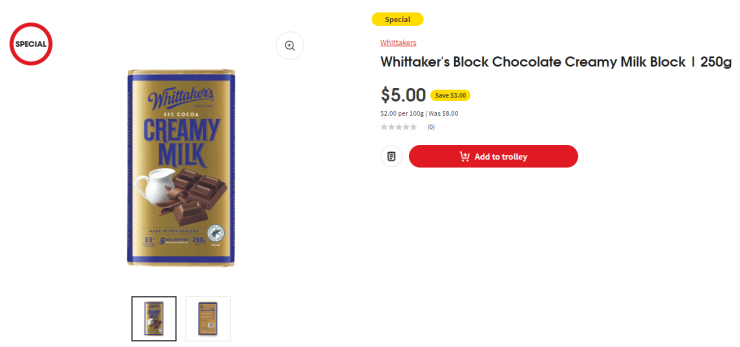 Special
SPECIAL
Whittakers
Whittaker's Block Chocolate Creamy Milk Block | 250g
$5.00 Save $3.00
$2.00 per 100g | Was $8.00
(0)
Add to trolley
Whittaker's
33% COCOA
CREAMY
MILK
MADE IN NEW ZEALAND
33%
250g